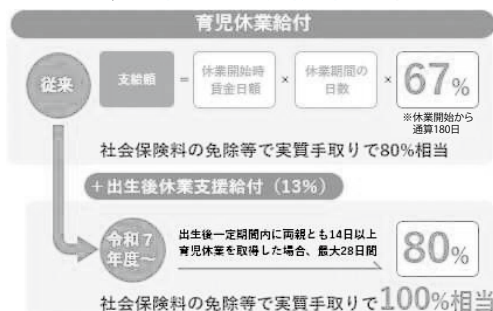 育児休業給付
従来
支給額 = 休業開始時賃金日額 × 休業期間の日数 × 67%
※休業開始から
通算180日
社会保険料の免除等で実質手取りで80%相当
+出生後休業支援給付（13%）
令和7年度～
出生後一定期間内に両親とも14日以上
育児休業を取得した場合、最大28日間
80%
社会保険料の免除等で実質手取りで100%相当